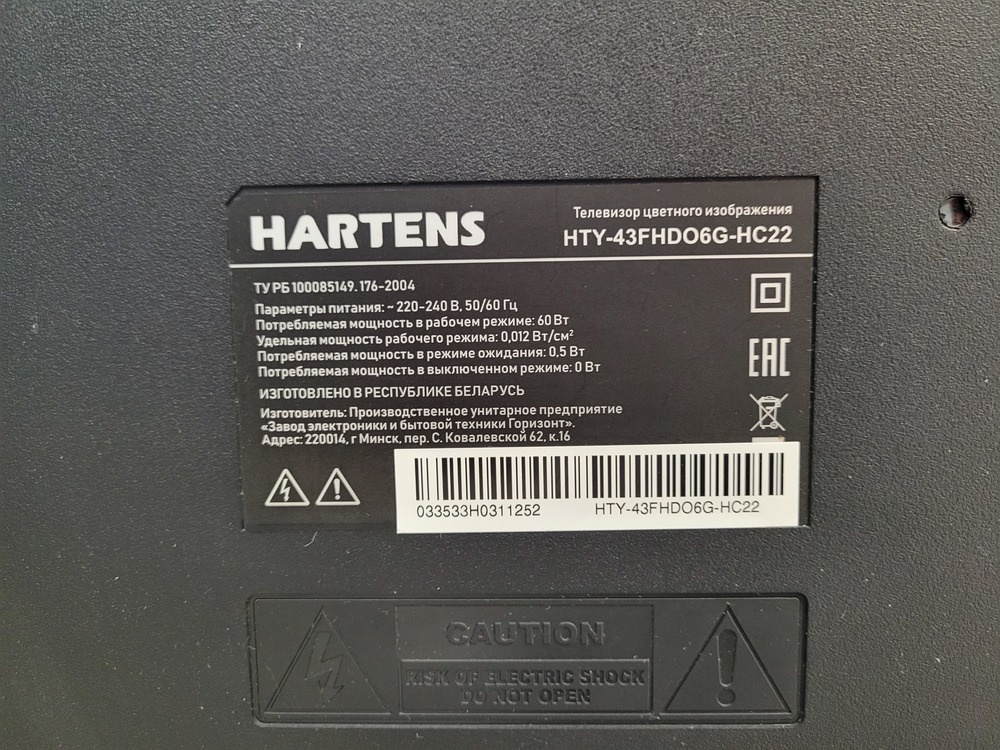 HARTENS
Телевизор цветного изображения
HTY-43FHDO6G-HC22
ТУ РБ 100085149.176-2004
Параметры питания: ~ 220-240 В, 50/60 Гц
Потребляемая мощность в рабочем режиме: 60 Вт
Удельная мощность рабочего режима: 0,012 Вт/см²
Потребляемая мощность в режиме ожидания: 0,5 Вт
Потребляемая мощность в выключенном режиме: 0 Вт
ИЗГОТОВЛЕНО В РЕСПУБЛИКЕ БЕЛАРУСЬ
Изготовитель: Производственное унитарное предприятие
«Завод электроники и бытовой техники Горизонт».
Адрес: 220014, г Минск, пер. С. Ковалевской 62, к.16
EAC
033533H0311252
HTY-43FHDO6G-HC22
CAUTION
RISK OF ELECTRIC SHOCK
DO NOT OPEN